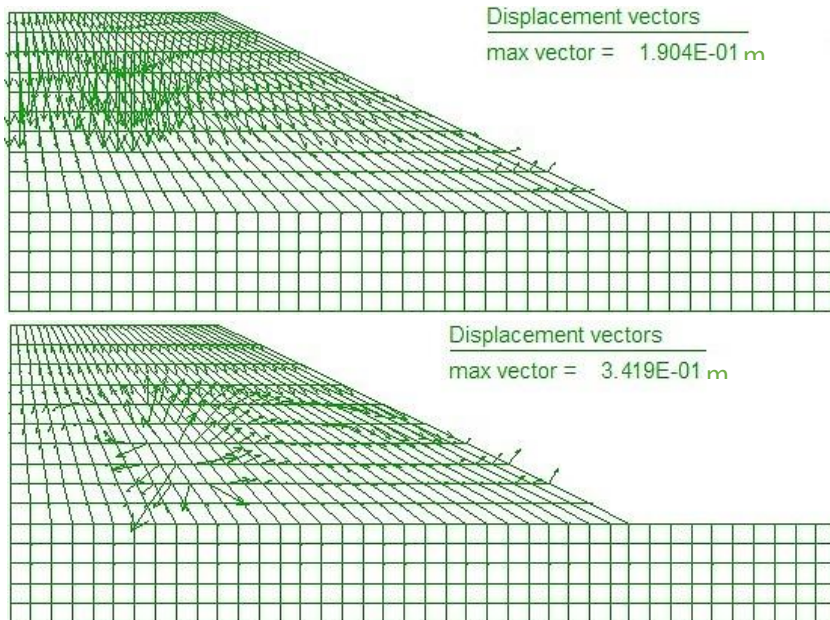 Displacement vectors
max vector = 1.904E-01 m
Displacement vectors
max vector = 3.419E-01 m